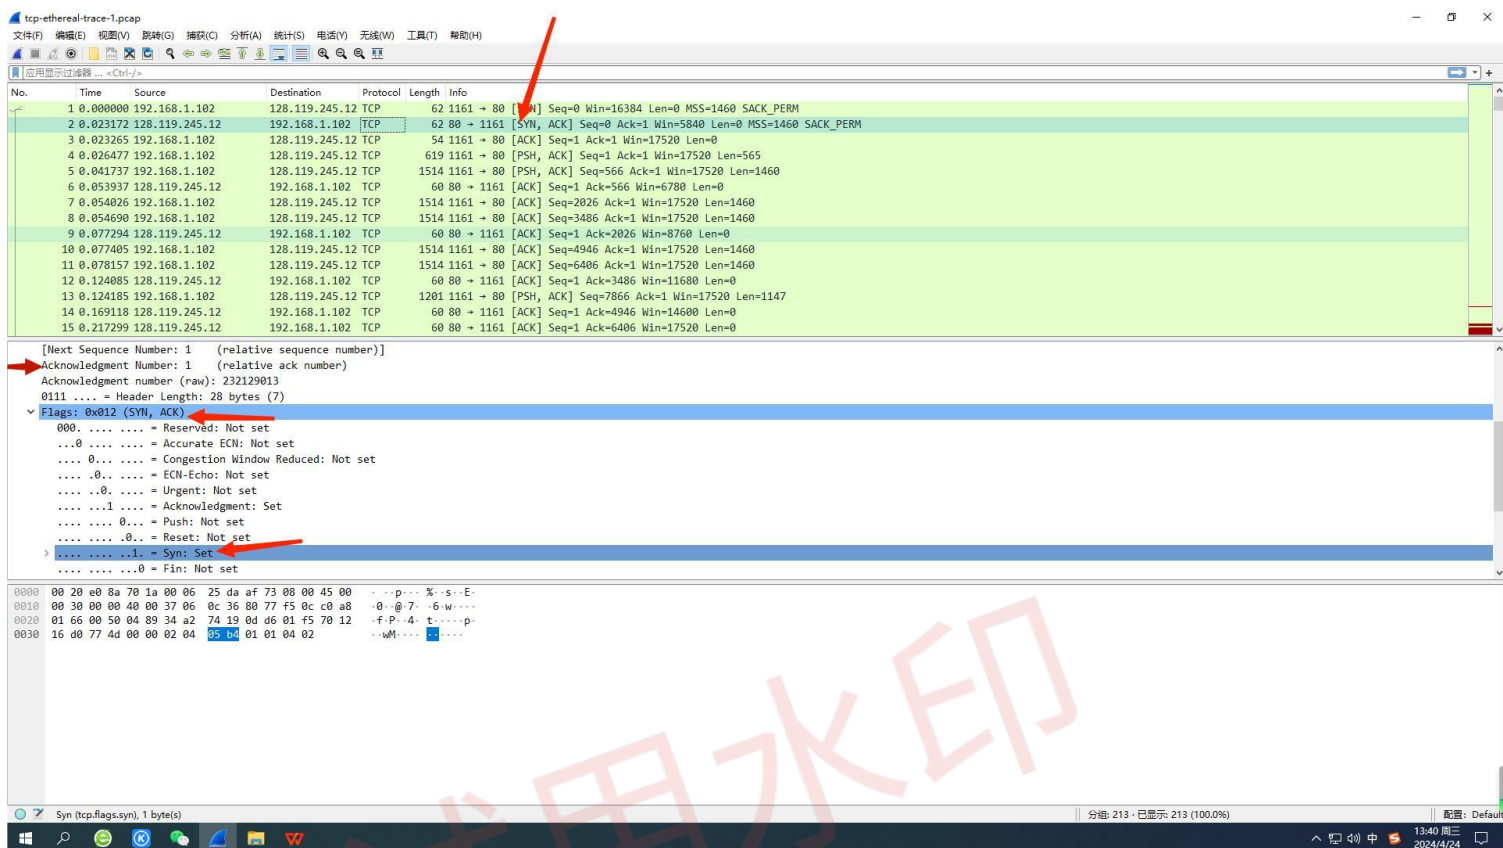 tcp-ethereal-trace-1.pcap
文件(F) 编辑(E) 视图(V) 跳转(G) 捕获(C) 分析(A) 统计(S) 电话(Y) 无线(W) 工具(T) 帮助(H)
应用显示过滤器 … <Ctrl-/>
No. Time Source Destination Protocol Length Info
1 0.000000 192.168.1.102 128.119.245.12 TCP 62 1161 → 80 [ N] Seq=0 Win=16384 Len=0 MSS=1460 SACK_PERM
2 0.023172 128.119.245.12 192.168.1.102 TCP 62 80 → 1161 [SYN, ACK] Seq=0 Ack=1 Win=5840 Len=0 MSS=1460 SACK_PERM
3 0.023265 192.168.1.102 128.119.245.12 TCP 54 1161 → 80 [ACK] Seq=1 Ack=1 Win=17520 Len=0
4 0.026477 192.168.1.102 128.119.245.12 TCP 619 1161 → 80 [PSH, ACK] Seq=1 Ack=1 Win=17520 Len=565
5 0.041737 192.168.1.102 128.119.245.12 TCP 1514 1161 → 80 [PSH, ACK] Seq=566 Ack=1 Win=17520 Len=1460
6 0.053937 128.119.245.12 192.168.1.102 TCP 60 80 → 1161 [ACK] Seq=1 Ack=566 Win=6780 Len=0
7 0.054026 192.168.1.102 128.119.245.12 TCP 1514 1161 → 80 [ACK] Seq=2026 Ack=1 Win=17520 Len=1460
8 0.054690 192.168.1.102 128.119.245.12 TCP 1514 1161 → 80 [ACK] Seq=3486 Ack=1 Win=17520 Len=1460
9 0.077294 128.119.245.12 192.168.1.102 TCP 60 80 → 1161 [ACK] Seq=1 Ack=2026 Win=8760 Len=0
10 0.077405 192.168.1.102 128.119.245.12 TCP 1514 1161 → 80 [ACK] Seq=4946 Ack=1 Win=17520 Len=1460
11 0.078157 192.168.1.102 128.119.245.12 TCP 1514 1161 → 80 [ACK] Seq=6406 Ack=1 Win=17520 Len=1460
12 0.124085 128.119.245.12 192.168.1.102 TCP 60 80 → 1161 [ACK] Seq=1 Ack=3486 Win=11680 Len=0
13 0.124185 192.168.1.102 128.119.245.12 TCP 1201 1161 → 80 [PSH, ACK] Seq=7866 Ack=1 Win=17520 Len=1147
14 0.169118 128.119.245.12 192.168.1.102 TCP 60 80 → 1161 [ACK] Seq=1 Ack=4946 Win=14600 Len=0
15 0.217299 128.119.245.12 192.168.1.102 TCP 60 80 → 1161 [ACK] Seq=1 Ack=6406 Win=17520 Len=0
[Next Sequence Number: 1 (relative sequence number)]
Acknowledgment Number: 1 (relative ack number)
Acknowledgment number (raw): 232129013
0111 .... = Header Length: 28 bytes (7)
Flags: 0x012 (SYN, ACK)
000. .... .... = Reserved: Not set
...0 .... .... = Accurate ECN: Not set
.... 0... .... = Congestion Window Reduced: Not set
.... .0.. .... = ECN-Echo: Not set
.... ..0. .... = Urgent: Not set
.... ...1 .... = Acknowledgment: Set
.... .... 0... = Push: Not set
.... .... .0.. = Reset: Not set
.... .... ..1. = Syn: Set
.... .... ...0 = Fin: Not set
0000 00 20 e0 8a 70 1a 00 06 25 da af 73 08 00 45 00 · ··p··· %··s··E·
0010 00 30 00 00 40 00 37 06 0c 36 80 77 f5 0c c0 a8 ·0··@·7· ·6·w····
0020 01 66 00 50 04 89 34 a2 74 19 0d d6 01 f5 70 12 ·f·P··4· t·····p·
0030 16 d0 77 4d 00 00 02 04 05 b4 01 01 04 02 ··wM···· ······
试用水印
Syn (tcp.flags.syn), 1 byte(s)
分组: 213 · 已显示: 213 (100.0%)
配置: Default
中
13:40 周三
2024/4/24